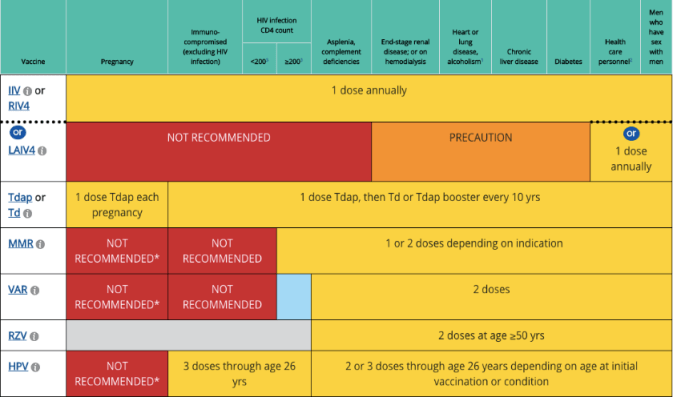 Vaccine
Pregnancy
Immuno-
compromised
(excluding HIV
infection)
HIV infection
CD4 count
<200
≥200
Asplenia,
complement
deficiencies
End-stage renal
disease; or on
hemodialysis
Heart or
lung
disease,
alcoholism¹
Chronic
liver disease
Diabetes
Health
care
personnel²
Men
who
have
sex
with
men
IIV i or
RIV4
1 dose annually
or
LAIV4 i
NOT RECOMMENDED
PRECAUTION
or
1 dose
annually
Tdap or
Td i
1 dose Tdap each
pregnancy
1 dose Tdap, then Td or Tdap booster every 10 yrs
MMR i
NOT
RECOMMENDED*
NOT
RECOMMENDED
1 or 2 doses depending on indication
VAR i
NOT
RECOMMENDED*
NOT
RECOMMENDED
2 doses
RZV i
2 doses at age ≥50 yrs
HPV i
NOT
RECOMMENDED*
3 doses through age 26
yrs
2 or 3 doses through age 26 years depending on age at initial
vaccination or condition